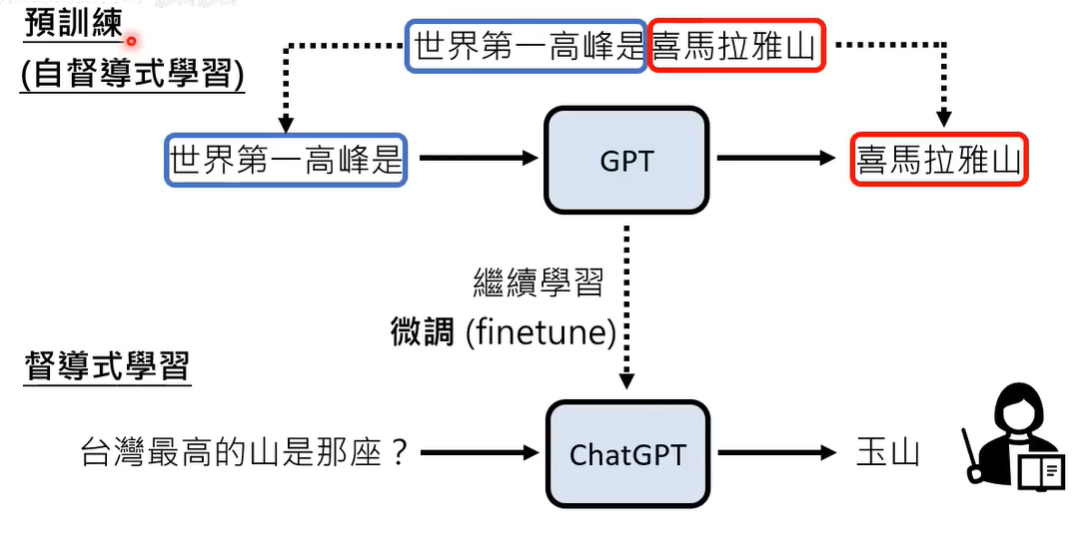 預訓練
(自督導式學習)
世界第一高峰是喜馬拉雅山
世界第一高峰是
GPT
喜馬拉雅山
繼續學習
微調 (finetune)
督導式學習
台灣最高的山是那座？
ChatGPT
玉山